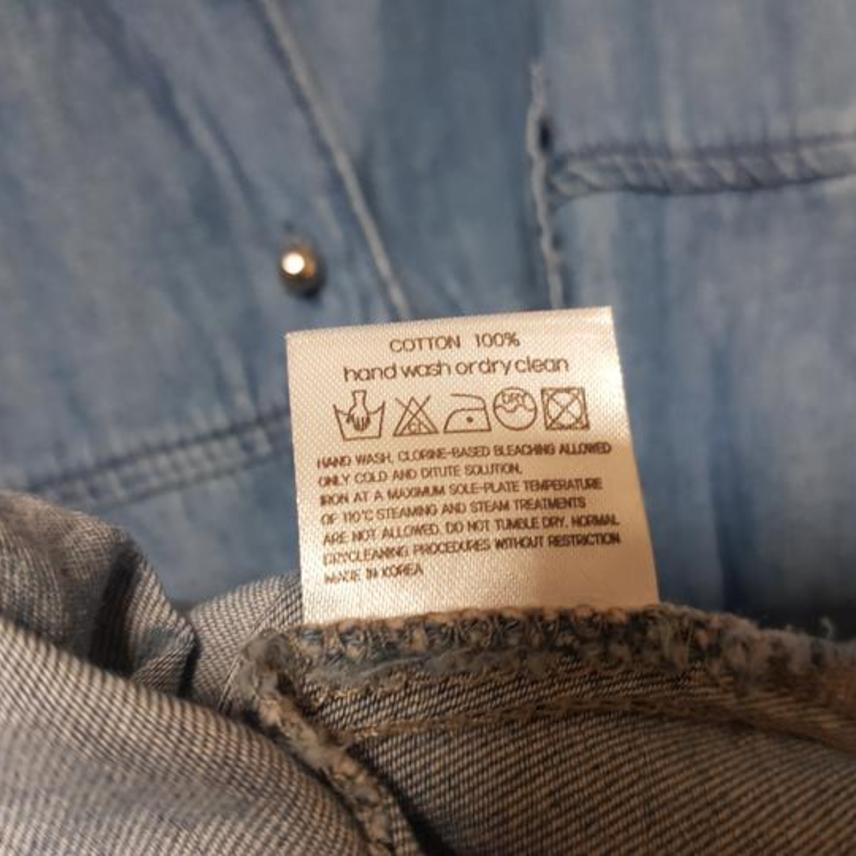 COTTON 100%
hand wash or dry clean
CL
DRY
HAND WASH, CLORINE-BASED BLEACHING ALLOWED
ONLY COLD AND DITUTE SOLUTION.
IRON AT A MAXIMUM SOLE-PLATE TEMPERATURE
OF 110°C STEAMING AND STEAM TREATMENTS
ARE NOT ALLOWED. DO NOT TUMBLE DRY. NORMAL
DRYCLEANING PROCEDURES WITHOUT RESTRICTION
MADE IN KOREA